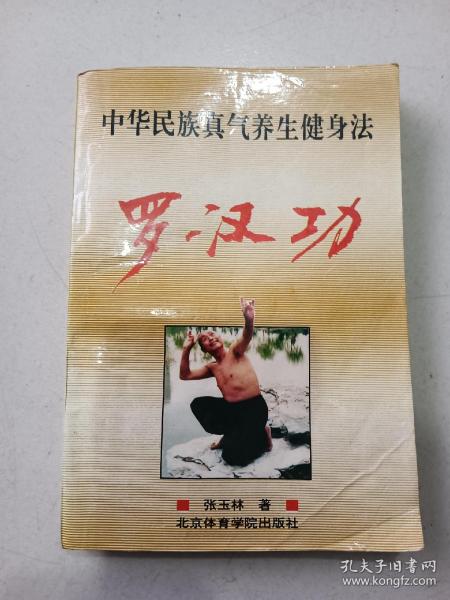 中华民族真气养生健身法
罗汉功
张玉林 著
北京体育学院出版社
孔夫子旧书网
www.kongfz.com